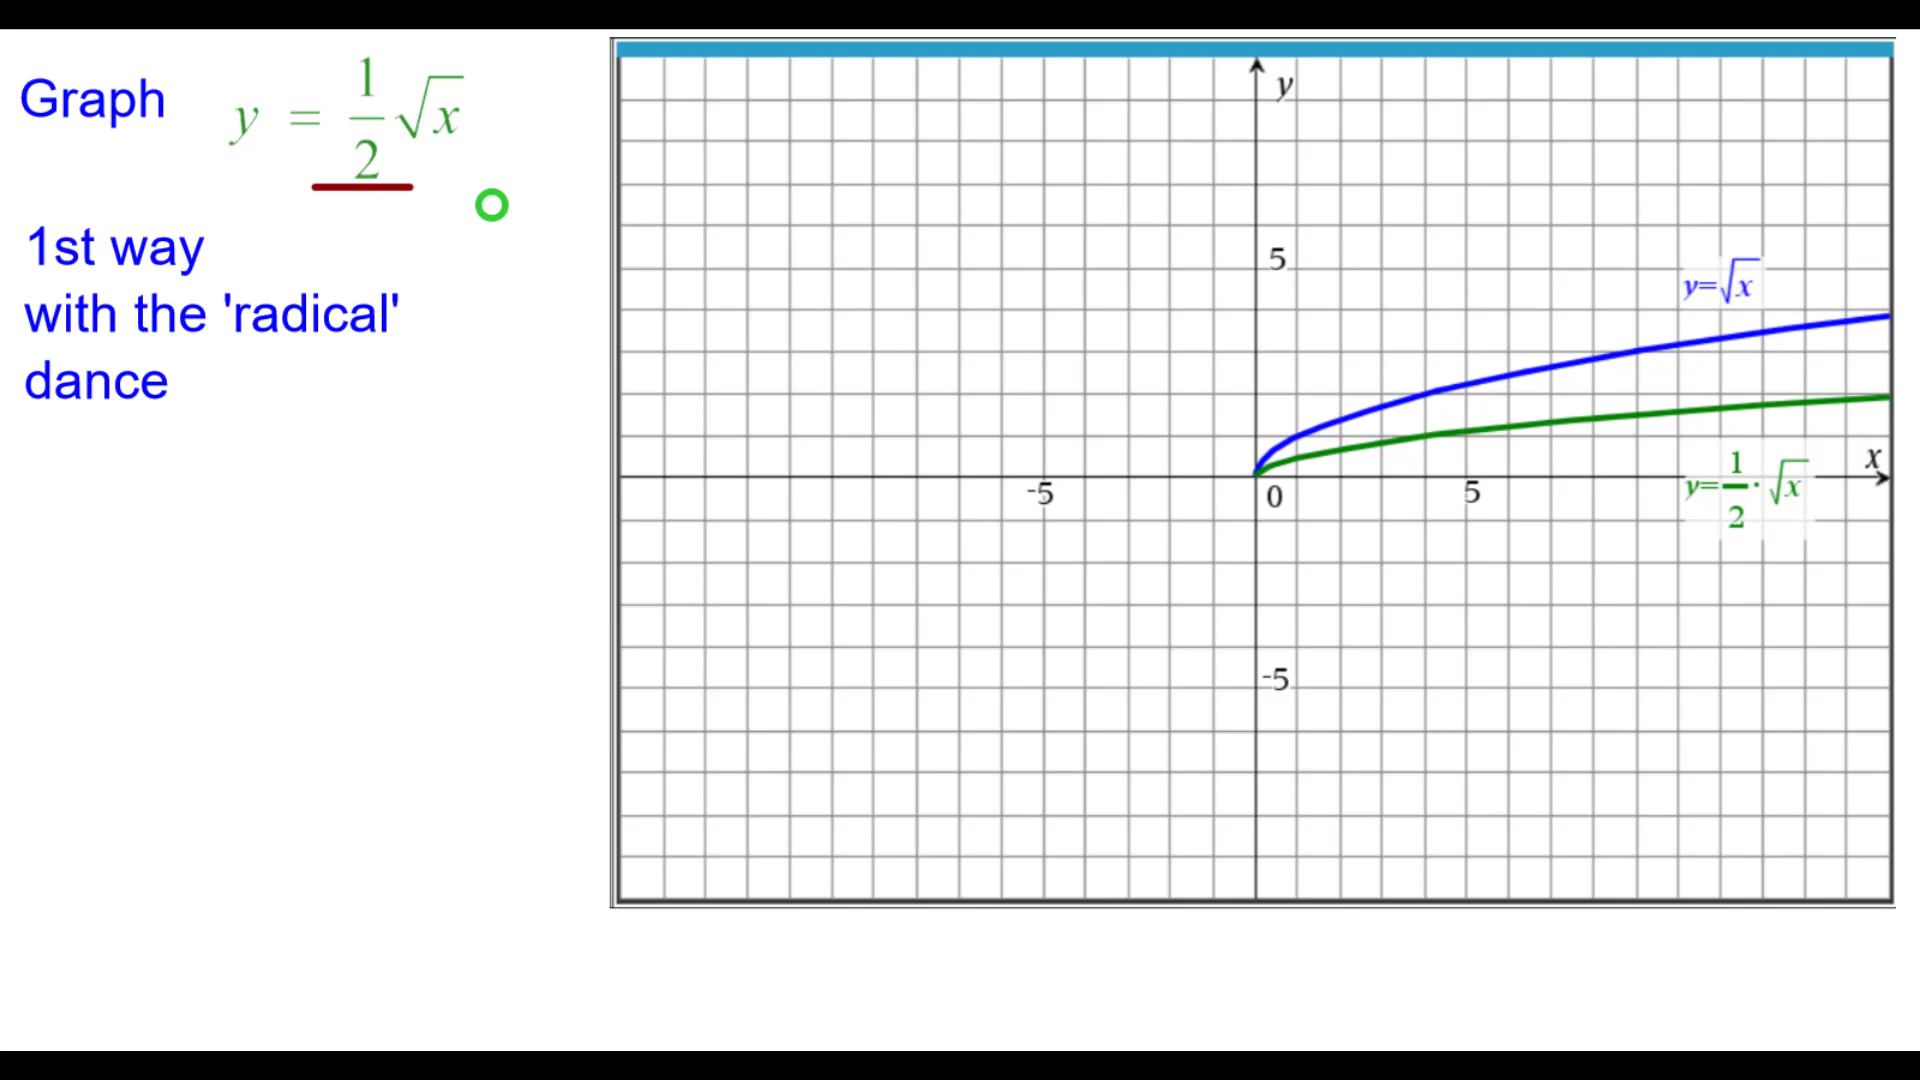 Graph y = 1/2 √x
1st way
with the 'radical'
dance
y
5
y=√x
x
-5 0 5
y=1/2·√x
-5